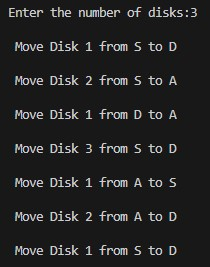 Enter the number of disks:3
Move Disk 1 from S to D
Move Disk 2 from S to A
Move Disk 1 from D to A
Move Disk 3 from S to D
Move Disk 1 from A to S
Move Disk 2 from A to D
Move Disk 1 from S to D